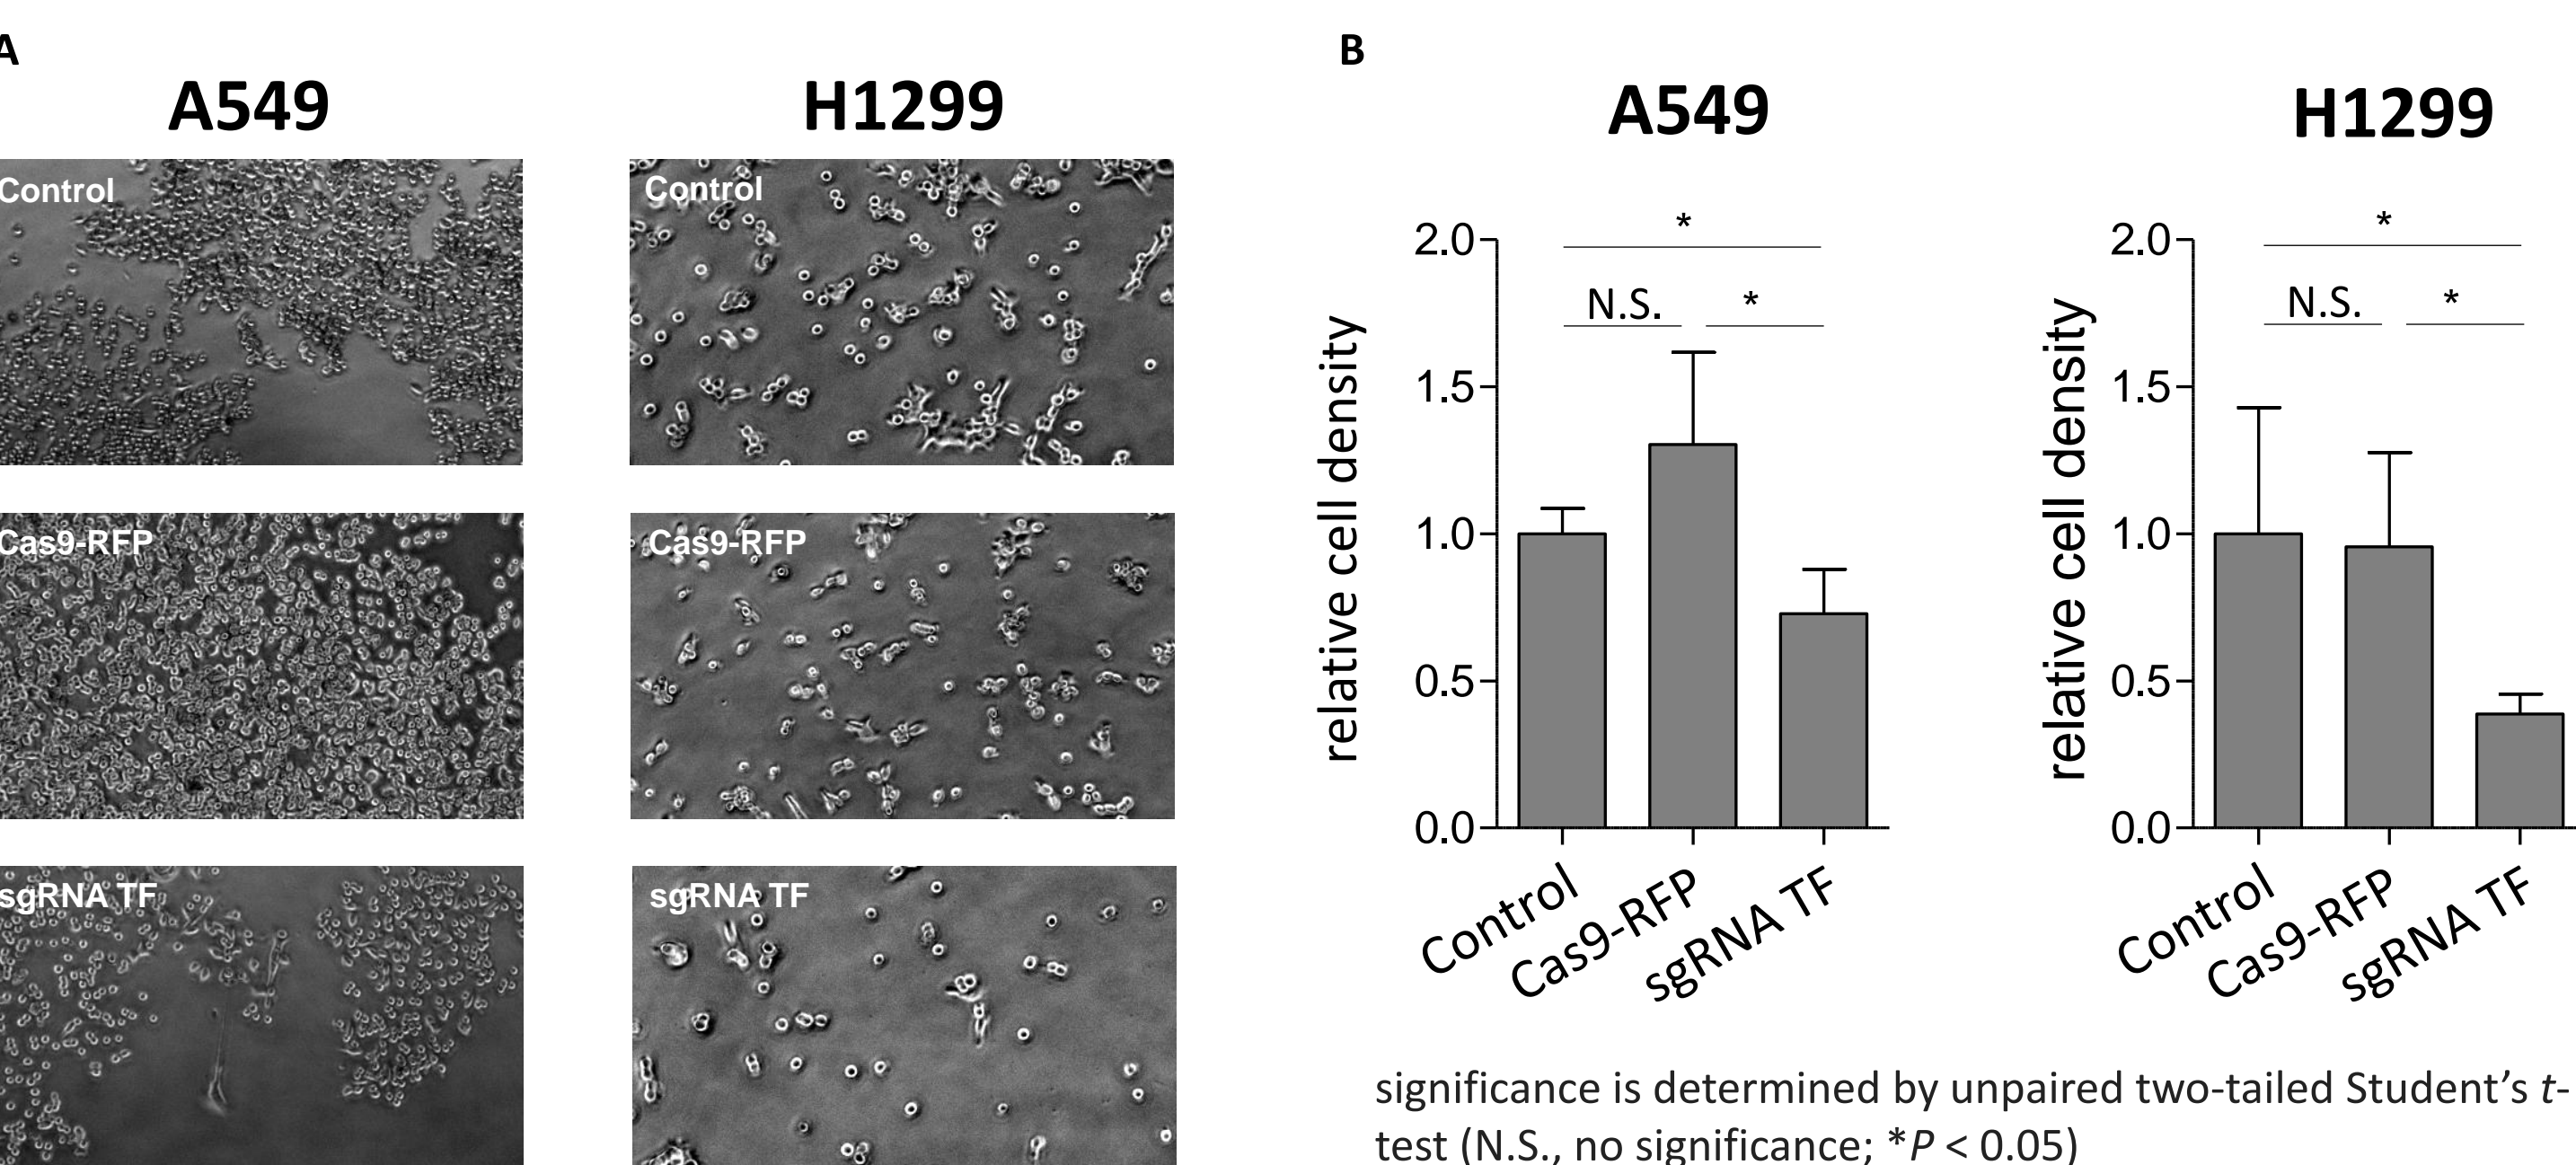 A
A549
H1299
Control
Control
Cas9-RFP
Cas9-RFP
sgRNA TF
sgRNA TF
B
A549
H1299
relative cell density
2.0
1.5
1.0
0.5
0.0
*
N.S.
*
Control
Cas9-RFP
sgRNA TF
relative cell density
2.0
1.5
1.0
0.5
0.0
*
N.S.
*
Control
Cas9-RFP
sgRNA TF
significance is determined by unpaired two-tailed Student’s t-
test (N.S., no significance; *P < 0.05)